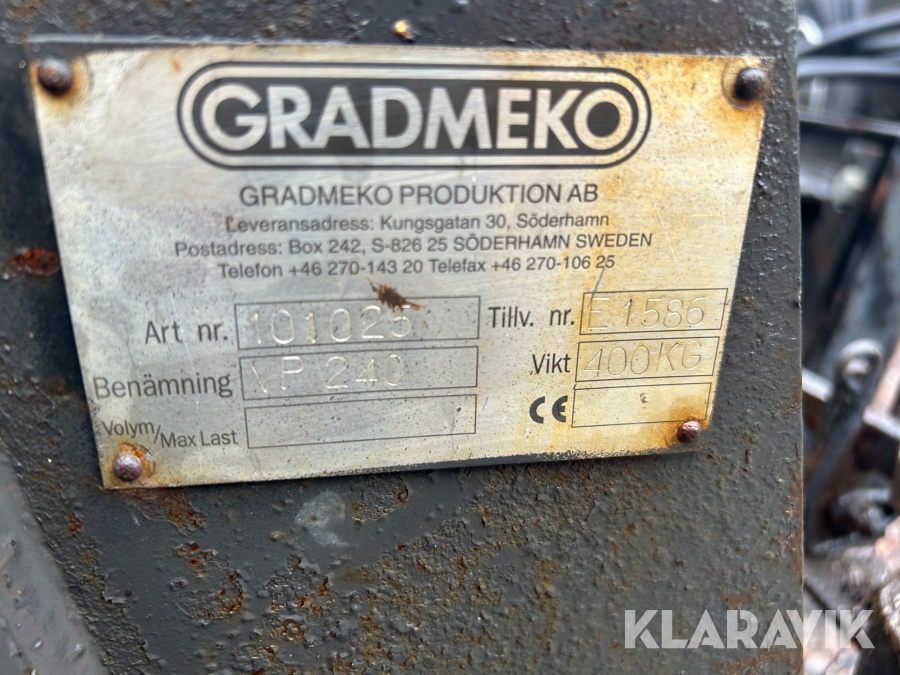 GRADMEKO
GRADMEKO PRODUKTION AB
Leveransadress: Kungsgatan 30, Söderhamn
Postadress: Box 242, S-826 25 SÖDERHAMN SWEDEN
Telefon +46 270-143 20 Telefax +46 270-106 25
Art nr. 101025 Tillv. nr. E1586
Benämning VP 240 Vikt 400KG
Volym/Max Last CE
KLARAVIK